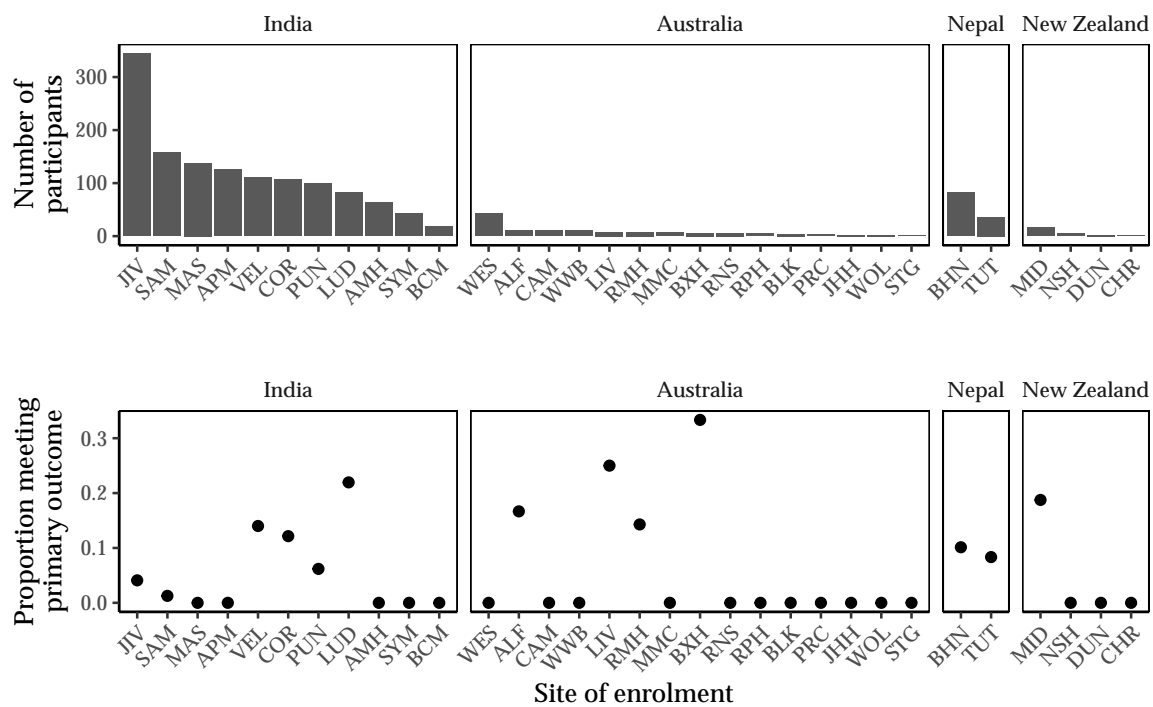 India Australia Nepal New Zealand
Number of
participants
300
200
100
0
JIV SAM MAS APM VEL COR PUN LUD AMH SYM BCM WES ALF CAM WWB LIV RMH MMC BXH RNS RPH BLK PRC JHH WOL STG BHN TUT MID NSH DUN CHR
India Australia Nepal New Zealand
Proportion meeting
primary outcome
0.3
0.2
0.1
0.0
JIV SAM MAS APM VEL COR PUN LUD AMH SYM BCM WES ALF CAM WWB LIV RMH MMC BXH RNS RPH BLK PRC JHH WOL STG BHN TUT MID NSH DUN CHR
Site of enrolment